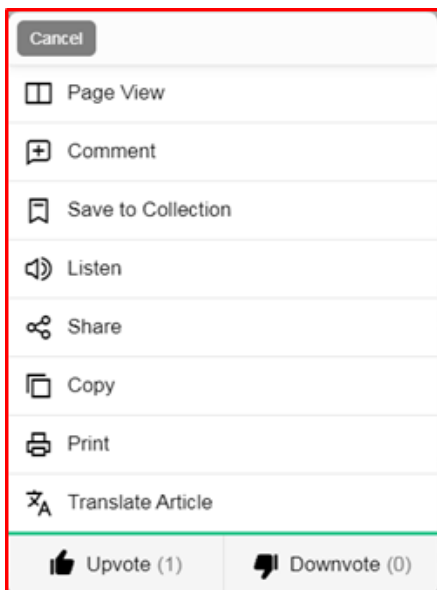 Cancel
Page View
Comment
Save to Collection
Listen
Share
Copy
Print
Translate Article
Upvote (1) Downvote (0)